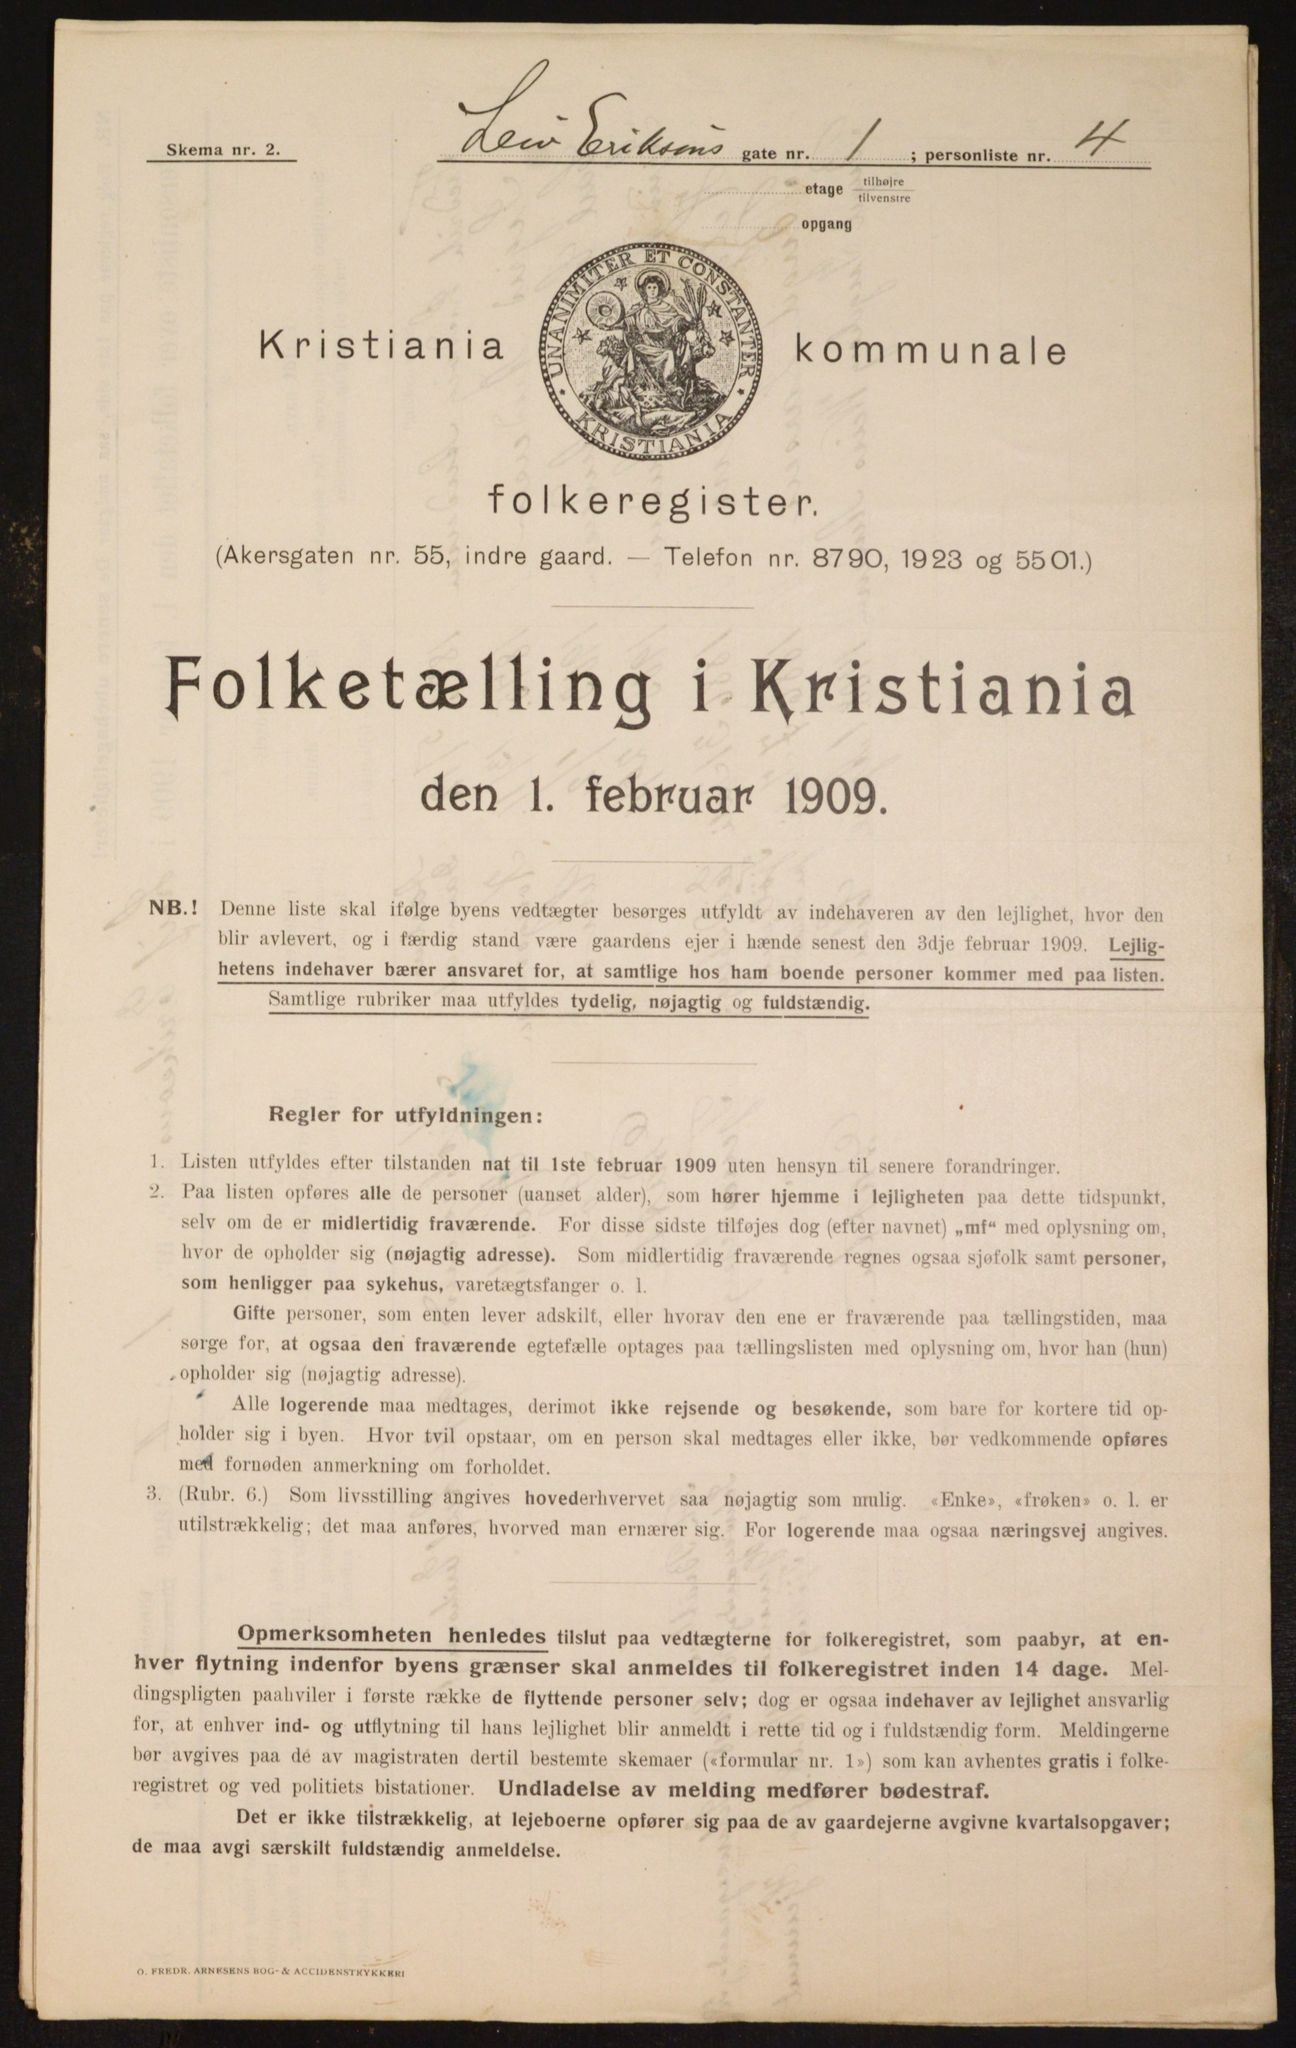 Skema nr. 2.
Leiv Eriksons gate nr. 1 ; personliste nr. 4
etage tilhøjre
tilvenstre
opgang
UNANIMITER ET CONSTANTER
KRISTIANIA
Kristiania kommunale
folkeregister.
(Akersgaten nr. 55, indre gaard. — Telefon nr. 8790, 1923 og 5501.)
Folketælling i Kristiania
den 1. februar 1909.
NB.! Denne liste skal ifølge byens vedtægter besørges utfyldt av indehaveren av den lejlighet, hvor den
blir avlevert, og i færdig stand være gaardens ejer i hænde senest den 3dje februar 1909. Lejlig-
hetens indehaver bærer ansvaret for, at samtlige hos ham boende personer kommer med paa listen.
Samtlige rubriker maa utfyldes tydelig, nøjagtig og fuldstændig.
Regler for utfyldningen:
1. Listen utfyldes efter tilstanden nat til 1ste februar 1909 uten hensyn til senere forandringer.
2. Paa listen opføres alle de personer (uanset alder), som hører hjemme i lejligheten paa dette tidspunkt,
selv om de er midlertidig fraværende. For disse sidste tilføjes dog (efter navnet) „mf“ med oplysning om,
hvor de opholder sig (nøjagtig adresse). Som midlertidig fraværende regnes ogsaa sjøfolk samt personer,
som henligger paa sykehus, varetægtsfanger o. l.
Gifte personer, som enten lever adskilt, eller hvorav den ene er fraværende paa tællingstiden, maa
sørge for, at ogsaa den fraværende egtefælle optages paa tællingslisten med oplysning om, hvor han (hun)
opholder sig (nøjagtig adresse).
Alle logerende maa medtages, derimot ikke rejsende og besøkende, som bare for kortere tid op-
holder sig i byen. Hvor tvil opstaar, om en person skal medtages eller ikke, bør vedkommende opføres
med fornøden anmerkning om forholdet.
3. (Rubr. 6.) Som livsstilling angives hovederhvervet saa nøjagtig som mulig. «Enke», «frøken» o. l. er
utilstrækkelig; det maa anføres, hvorved man ernærer sig. For logerende maa ogsaa næringsvej angives.
Opmerksomheten henledes tilslut paa vedtægterne for folkeregistret, som paabyr, at en-
hver flytning indenfor byens grænser skal anmeldes til folkeregistret inden 14 dage. Mel-
dingspligten paahviler i første række de flyttende personer selv; dog er ogsaa indehaver av lejlighet ansvarlig
for, at enhver ind- og utflytning til hans lejlighet blir anmeldt i rette tid og i fuldstændig form. Meldingerne
bør avgives paa de av magistraten dertil bestemte skemaer («formular nr. 1») som kan avhentes gratis i folke-
registret og ved politiets bistationer. Undladelse av melding medfører bødestraf.
Det er ikke tilstrækkelig, at lejeboerne opfører sig paa de av gaardejerne avgivne kvartalsopgaver;
de maa avgi særskilt fuldstændig anmeldelse.
O. FREDR. ARNESENS BOG- & ACCIDENSTRYKKERI